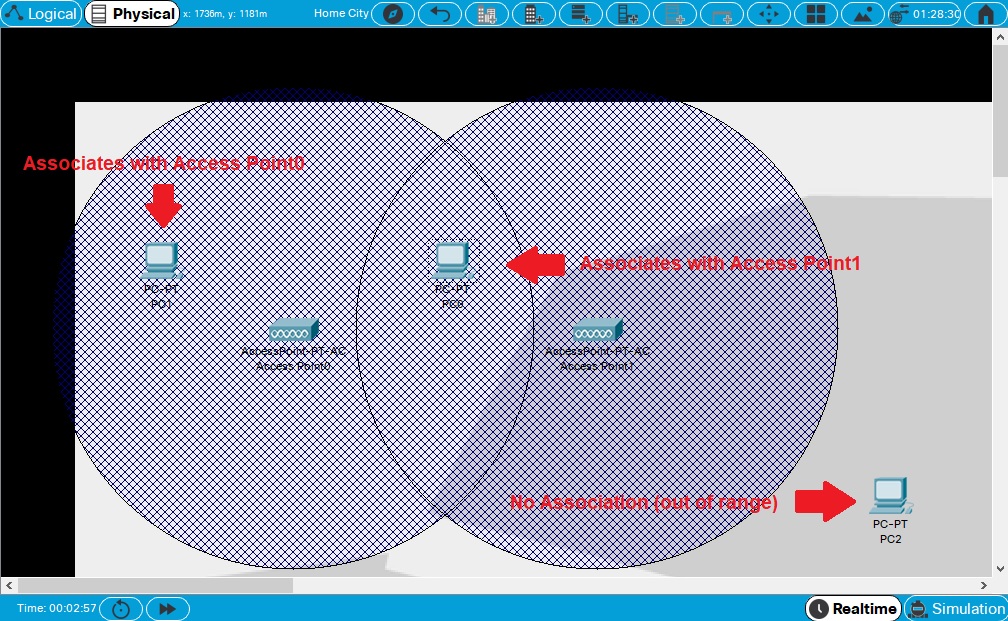 Logical
Physical
x: 1736m, y: 1181m
Home City
01:28:30
Associates with Access Point0
PC-PT
PC1
PC-PT
PC0
Associates with Access Point1
AccessPoint-PT-AC
Access Point0
AccessPoint-PT-AC
Access Point1
No Association (out of range)
PC-PT
PC2
Time: 00:02:57
Realtime
Simulation